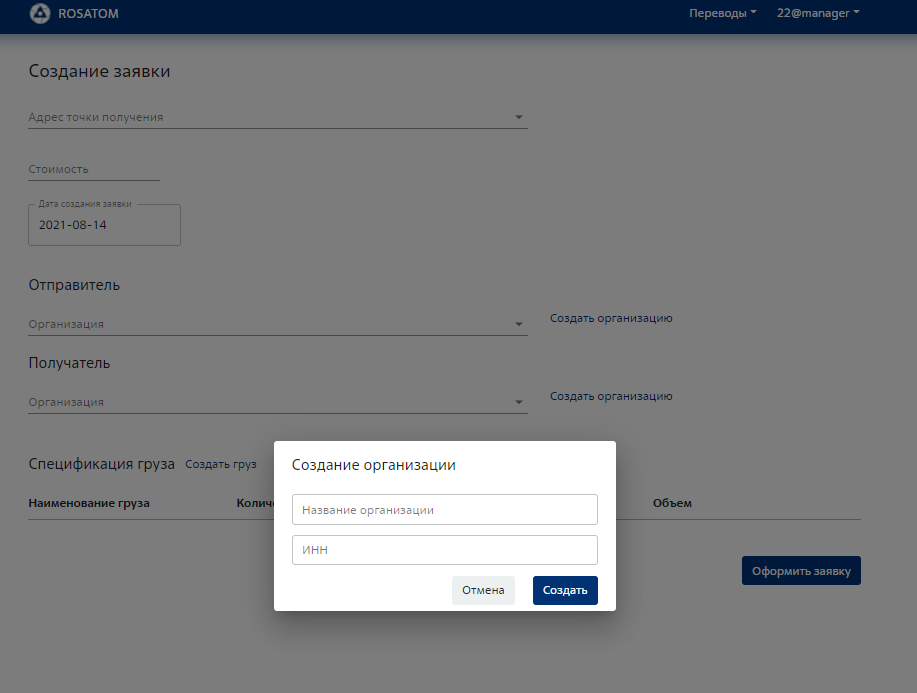 ROSATOM Переводы 22@manager
Создание заявки
Адрес точки получения
Стоимость
Дата создания заявки
2021-08-14
Отправитель
Организация Создать организацию
Получатель
Организация Создать организацию
Спецификация груза Создать груз
Наименование груза Объем
Создание организации
Название организации
ИНН
Отмена Создать
Оформить заявку